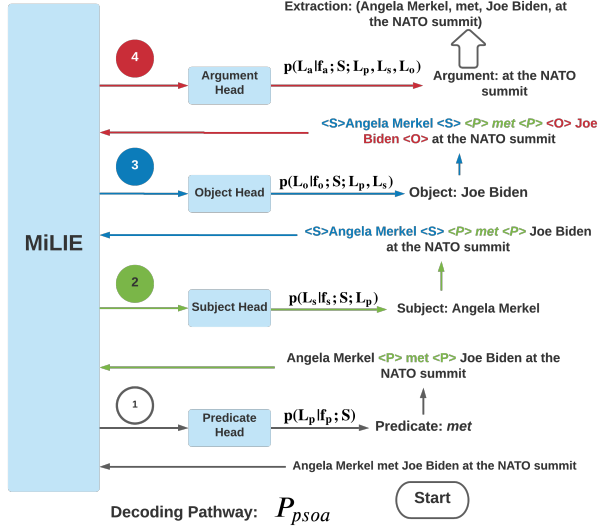 Extraction: (Angela Merkel, met, Joe Biden, at
the NATO summit)
4
Argument
Head
p(Lₐ|fₐ; S; Lₚ, Lₛ, Lₒ)
Argument: at the NATO
summit
<S>Angela Merkel <S> <P> met <P> <O> Joe
Biden <O> at the NATO summit
3
Object Head
p(Lₒ|fₒ; S; Lₚ, Lₛ)
Object: Joe Biden
MiLIE
<S>Angela Merkel <S> <P> met <P> Joe Biden
at the NATO summit
2
Subject Head
p(Lₛ|fₛ; S; Lₚ)
Subject: Angela Merkel
Angela Merkel <P> met <P> Joe Biden at the
NATO summit
1
Predicate
Head
p(Lₚ|fₚ; S)
Predicate: met
Angela Merkel met Joe Biden at the NATO summit
Start
Decoding Pathway: P_psoa